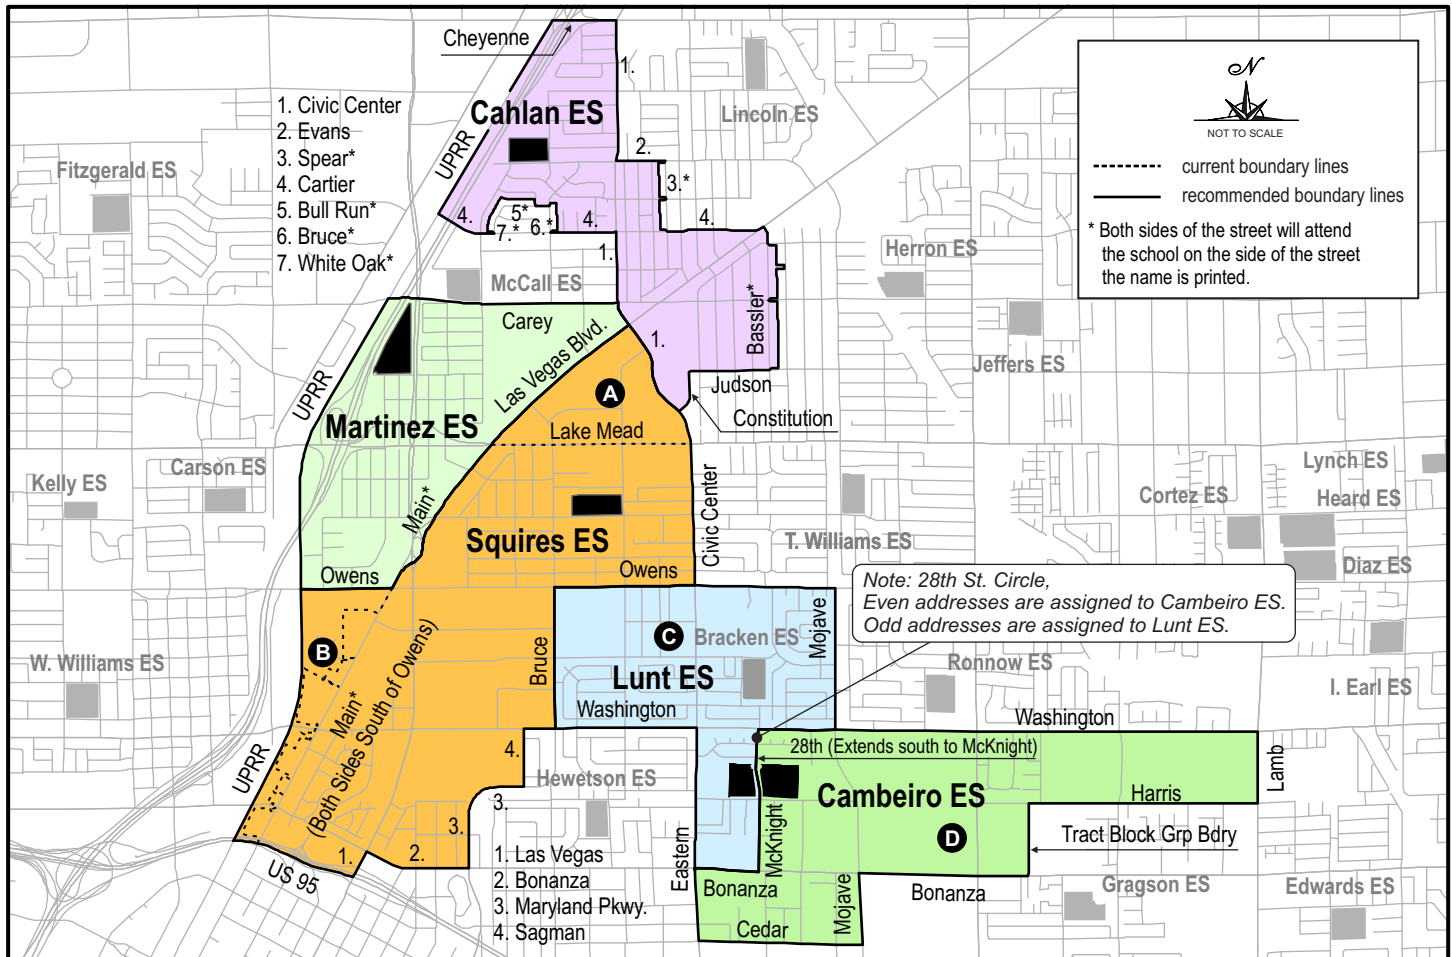 Cheyenne
1.
N
NOT TO SCALE
current boundary lines
recommended boundary lines
* Both sides of the street will attend
the school on the side of the street
the name is printed.
1. Civic Center
2. Evans
3. Spear*
4. Cartier
5. Bull Run*
6. Bruce*
7. White Oak*
Cahlan ES
Lincoln ES
UPRR
2.
3.*
Fitzgerald ES
4.
5*
6.*
7.*
4.
4.
1.
Herron ES
McCall ES
Carey
Las Vegas Blvd.
1.
Bassler*
Jeffers ES
UPRR
A
Judson
Constitution
Martinez ES
Lake Mead
Kelly ES
Carson ES
Main*
Civic Center
Lynch ES
Cortez ES
Heard ES
Squires ES
T. Williams ES
Diaz ES
Owens
Owens
Note: 28th St. Circle,
Even addresses are assigned to Cambeiro ES.
Odd addresses are assigned to Lunt ES.
Mojave
C
Bracken ES
Bruce
B
W. Williams ES
Ronnow ES
I. Earl ES
Lunt ES
Main*
(Both Sides South of Owens)
Washington
Washington
UPRR
4.
28th (Extends south to McKnight)
Lamb
Hewetson ES
Cambeiro ES
Harris
3.
3.
McKnight
D
Tract Block Grp Bdry
Eastern
1.
2.
US 95
1. Las Vegas
2. Bonanza
3. Maryland Pkwy.
4. Sagman
Bonanza
Mojave
Bonanza
Gragson ES
Edwards ES
Cedar